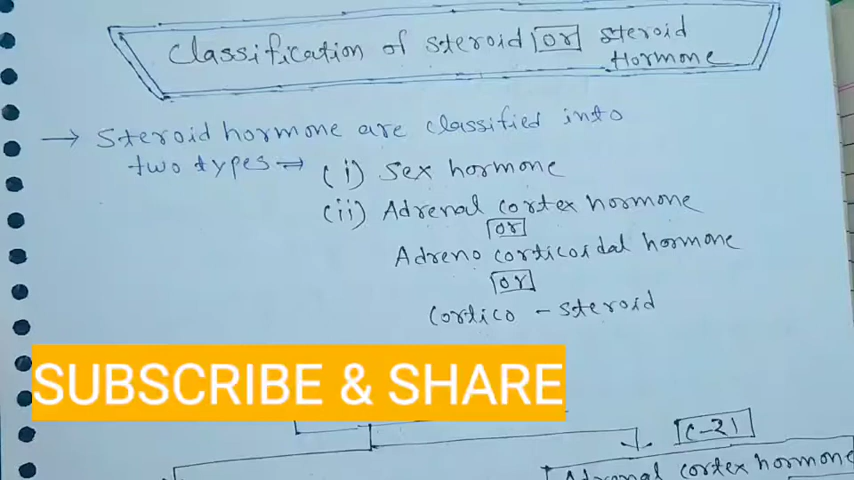 Classification of steroid or steroid
Hormone
→ Steroid hormone are classified into
two types → (i) Sex hormone
(ii) Adrenal cortex hormone
or
Adreno corticoidal hormone
or
Cortico - steroid
SUBSCRIBE & SHARE
C-21
Adrenal cortex hormone